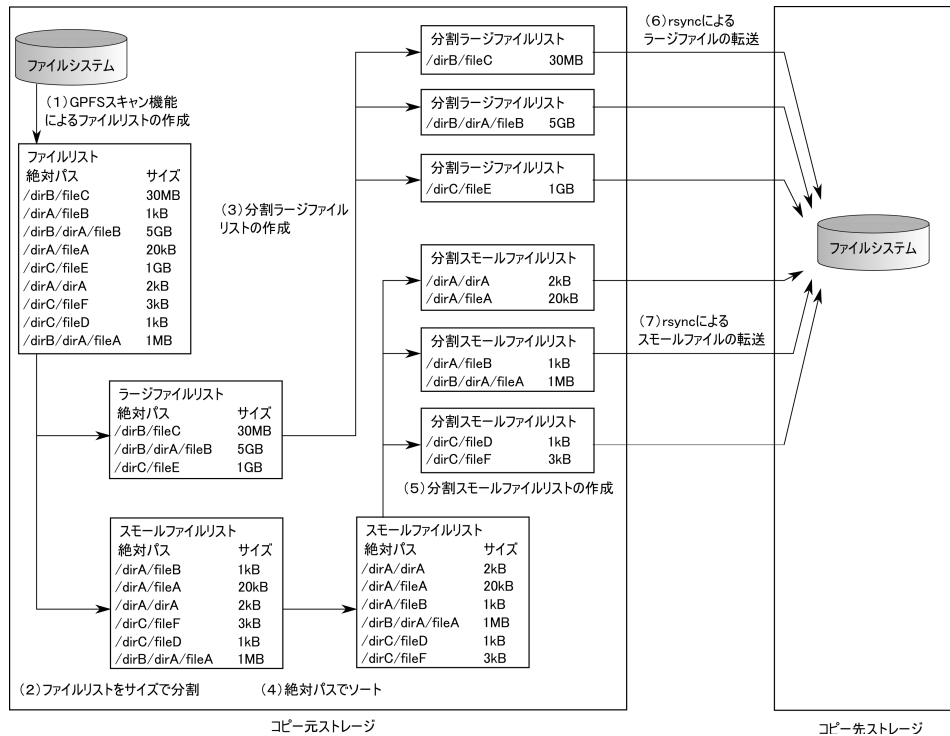 ファイルシステム
(1)GPFSスキャン機能
によるファイルリストの作成
ファイルリスト
絶対パス サイズ
/dirB/fileC 30MB
/dirA/fileB 1kB
/dirB/dirA/fileB 5GB
/dirA/fileA 20kB
/dirC/fileE 1GB
/dirA/dirA 2kB
/dirC/fileF 3kB
/dirC/fileD 1kB
/dirB/dirA/fileA 1MB
ラージファイルリスト
絶対パス サイズ
/dirB/fileC 30MB
/dirB/dirA/fileB 5GB
/dirC/fileE 1GB
スモールファイルリスト
絶対パス サイズ
/dirA/fileB 1kB
/dirA/fileA 20kB
/dirA/dirA 2kB
/dirC/fileF 3kB
/dirC/fileD 1kB
/dirB/dirA/fileA 1MB
(2)ファイルリストをサイズで分割
(3)分割ラージファイル
リストの作成
分割ラージファイルリスト
/dirB/fileC 30MB
分割ラージファイルリスト
/dirB/dirA/fileB 5GB
分割ラージファイルリスト
/dirC/fileE 1GB
スモールファイルリスト
絶対パス サイズ
/dirA/dirA 2kB
/dirA/fileA 20kB
/dirA/fileB 1kB
/dirB/dirA/fileA 1MB
/dirC/fileD 1kB
/dirC/fileF 3kB
(4)絶対パスでソート
分割スモールファイルリスト
/dirA/dirA 2kB
/dirA/fileA 20kB
分割スモールファイルリスト
/dirA/fileB 1kB
/dirB/dirA/fileA 1MB
分割スモールファイルリスト
/dirC/fileD 1kB
/dirC/fileF 3kB
(5)分割スモールファイルリストの作成
(6)rsyncによる
ラージファイルの転送
(7)rsyncによる
スモールファイルの転送
ファイルシステム
コピー元ストレージ
コピー先ストレージ